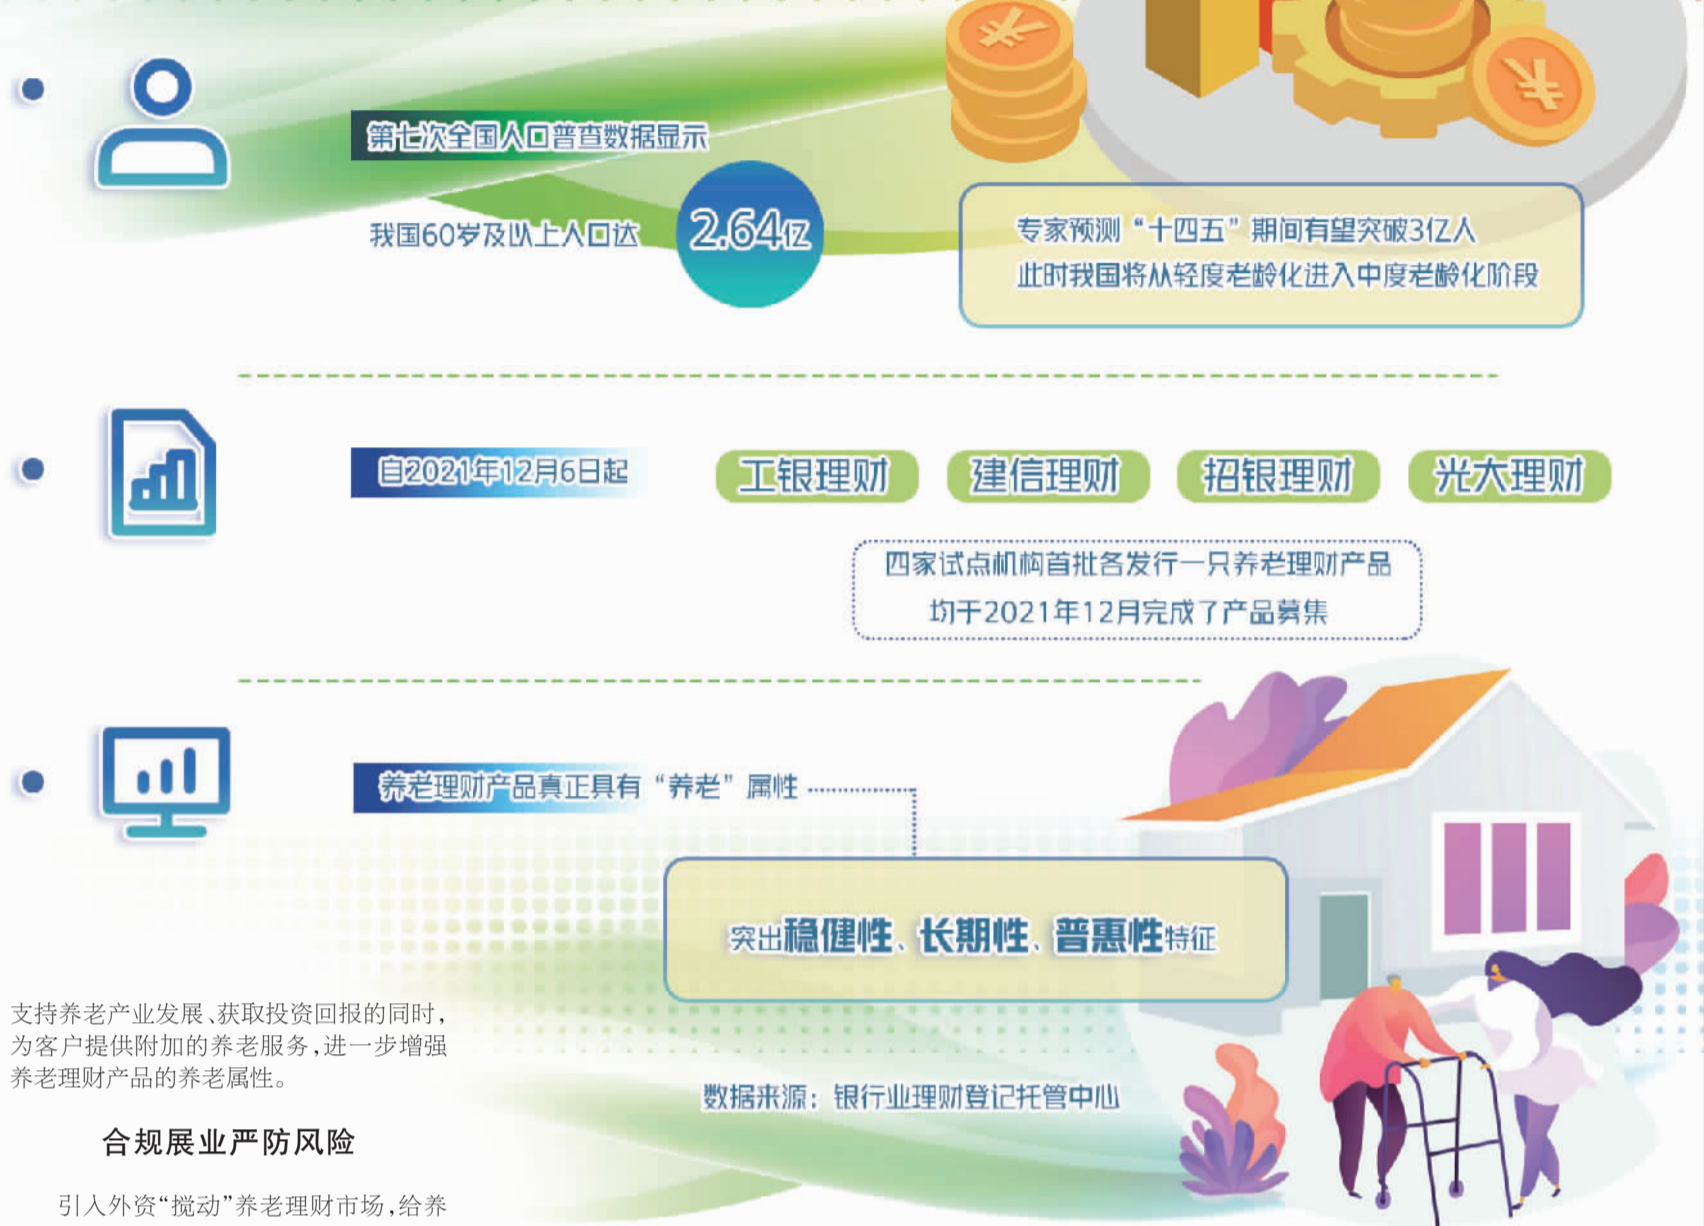 第七次全国人口普查数据显示
我国60岁及以上人口达
2.64亿
专家预测“十四五”期间有望突破3亿人
此时我国将从轻度老龄化进入中度老龄化阶段
自2021年12月6日起
工银理财
建信理财
招银理财
光大理财
四家试点机构首批各发行一只养老理财产品
均于2021年12月完成了产品募集
养老理财产品真正具有“养老”属性
突出稳健性、长期性、普惠性特征
数据来源：银行业理财登记托管中心
支持养老产业发展、获取投资回报的同时，
为客户提供附加的养老服务，进一步增强
养老理财产品的养老属性。
合规展业严防风险
引入外资“搅动”养老理财市场，给养
¥
¥